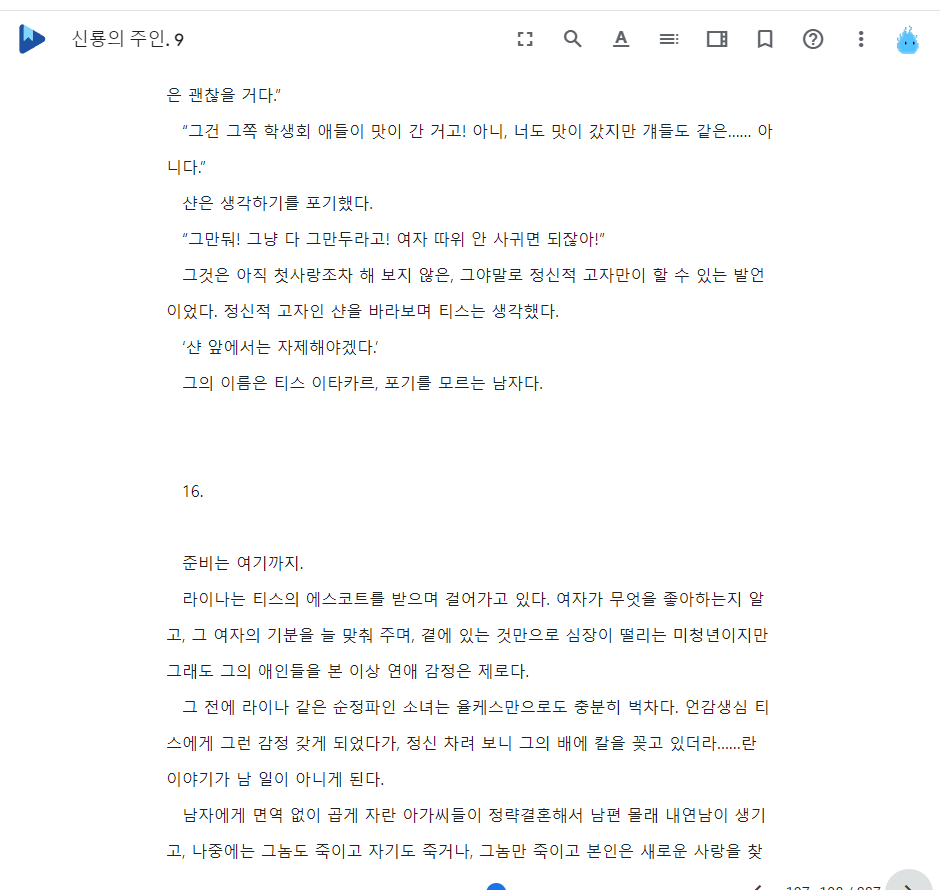 신룡의 주인. 9
은 괜찮을 거다.”
“그건 그쪽 학생회 애들이 맛이 간 거고! 아니, 너도 맛이 갔지만 걔들도 같은…… 아
니다.”
샨은 생각하기를 포기했다.
“그만둬! 그냥 다 그만두라고! 여자 따위 안 사귀면 되잖아!”
그것은 아직 첫사랑조차 해 보지 않은, 그야말로 정신적 고자만이 할 수 있는 발언
이었다. 정신적 고자인 샨을 바라보며 티스는 생각했다.
‘샨 앞에서는 자제해야겠다.’
그의 이름은 티스 이타카르, 포기를 모르는 남자다.
16.
준비는 여기까지.
라이나는 티스의 에스코트를 받으며 걸어가고 있다. 여자가 무엇을 좋아하는지 알
고, 그 여자의 기분을 늘 맞춰 주며, 곁에 있는 것만으로 심장이 떨리는 미청년이지만
그래도 그의 애인들을 본 이상 연애 감정은 제로다.
그 전에 라이나 같은 순정파인 소녀는 율케스만으로도 충분히 벅차다. 언감생심 티
스에게 그런 감정 갖게 되었다가, 정신 차려 보니 그의 배에 칼을 꽂고 있더라……란
이야기가 남 일이 아니게 된다.
남자에게 면역 없이 곱게 자란 아가씨들이 정략결혼해서 남편 몰래 내연남이 생기
고, 나중에는 그놈도 죽이고 자기도 죽거나, 그놈만 죽이고 본인은 새로운 사랑을 찾